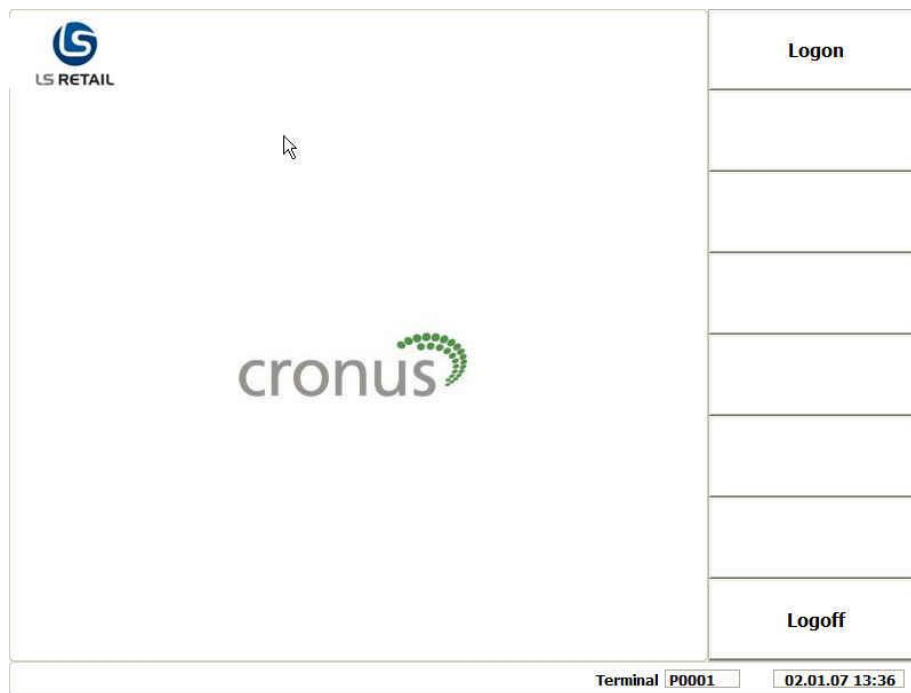 LS RETAIL
Logon
cronus
Logoff
Terminal P0001 02.01.07 13:36